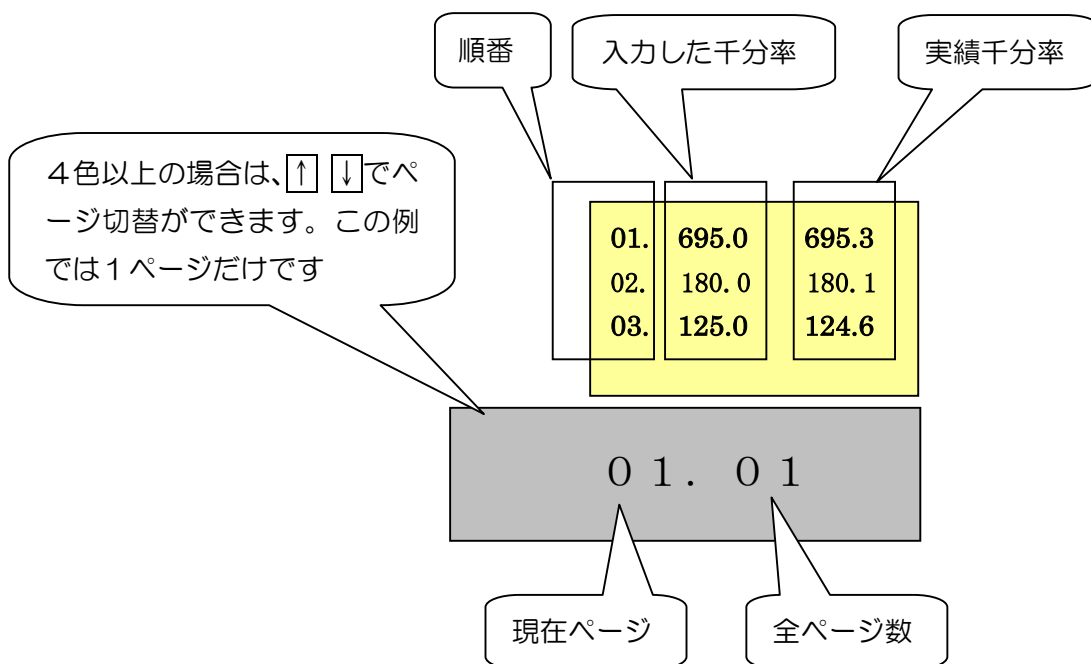 順番
入力した千分率
実績千分率
４色以上の場合は、↑ ↓でペ
ージ切替ができます。この例
では１ページだけです
01. 695.0 695.3
02. 180.0 180.1
03. 125.0 124.6
０１．０１
現在ページ
全ページ数